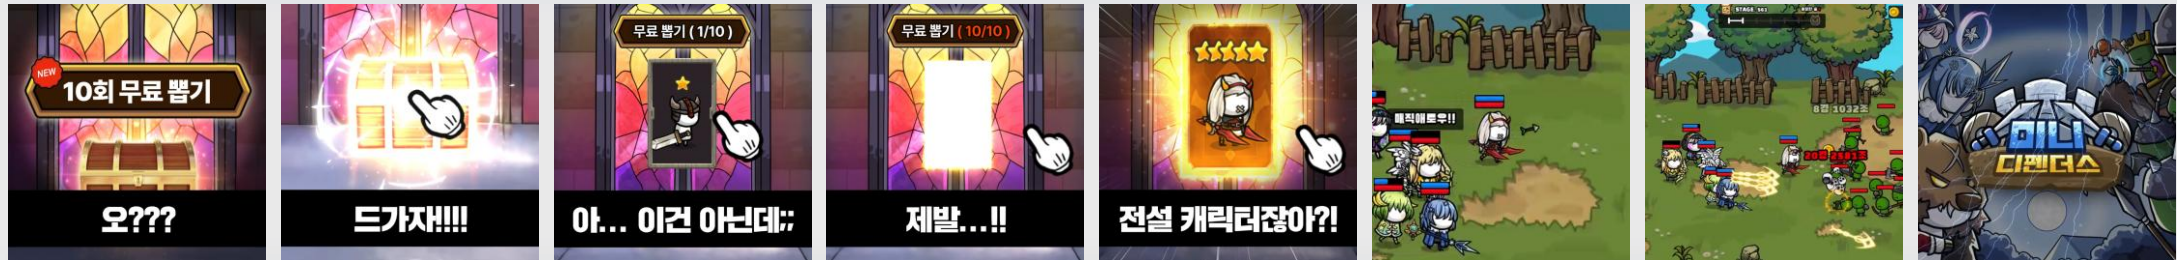 NEW
10회 무료 뽑기
오???
드가자!!!!
무료 뽑기 ( 1/10 )
아... 이건 아닌데;;
무료 뽑기 ( 10/10 )
제발...!!
전설 캐릭터잖아?!
매직애로우!!
STAGE 561
미니
디펜더스